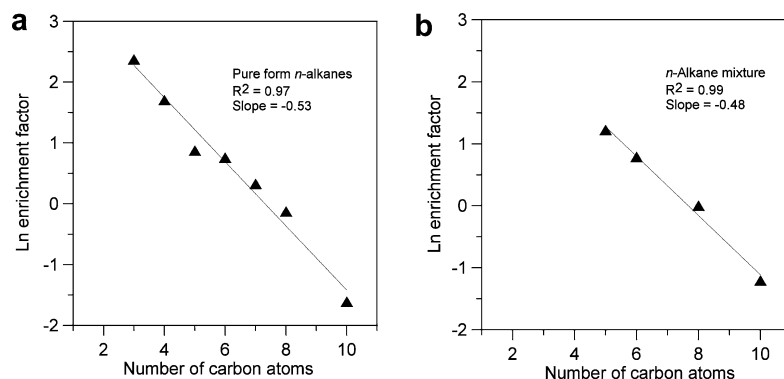 a
3
2
1
0
-1
-2
Ln enrichment factor
Pure form n-alkanes
R2 = 0.97
Slope = -0.53
2 4 6 8 10
Number of carbon atoms
b
3
2
1
0
-1
-2
Ln enrichment factor
n-Alkane mixture
R2 = 0.99
Slope = -0.48
2 4 6 8 10
Number of carbon atoms